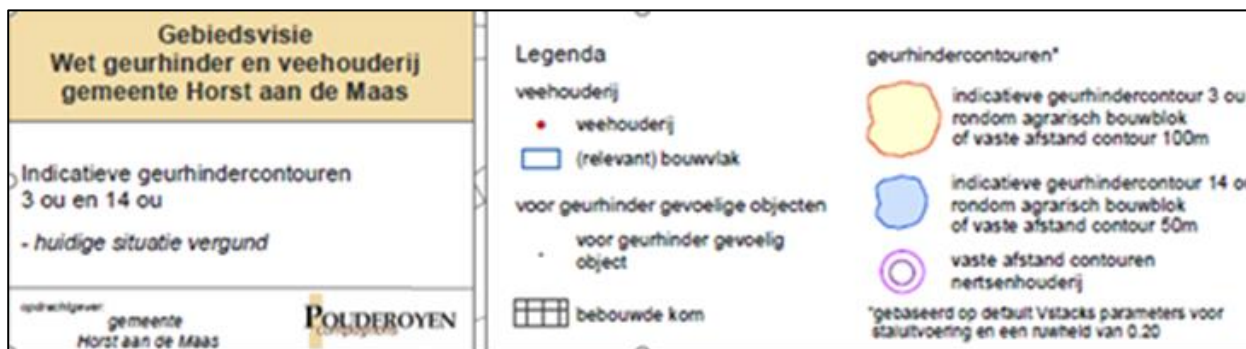 Gebiedsvisie
Wet geurhinder en veehouderij
gemeente Horst aan de Maas
Indicatieve geurhindercontouren
3 ou en 14 ou
- huidige situatie vergund
opdrachtgever:
gemeente
Horst aan de Maas
POUDEROYEN
compagnons
Legenda
veehouderij
veehouderij
(relevant) bouwvlak
voor geurhinder gevoelige objecten
voor geurhinder gevoelig
object
bebouwde kom
geurhindercontouren*
indicatieve geurhindercontour 3 ou
rondom agrarisch bouwblok
of vaste afstand contour 100m
indicatieve geurhindercontour 14 ou
rondom agrarisch bouwblok
of vaste afstand contour 50m
vaste afstand contouren
nertsenhouderij
*gebaseerd op default Vstacks parameters voor
staluitvoering en een ruwheid van 0.20